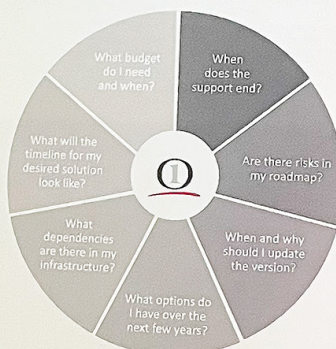 When
does the
support end?
Are there risks in
my roadmap?
When and why
should I update
the version?
What options do
I have over the
next few years?
What
dependencies
are there in my
infrastructure?
What will the
timeline for my
desired solution
look like?
What budget
do I need
and when?